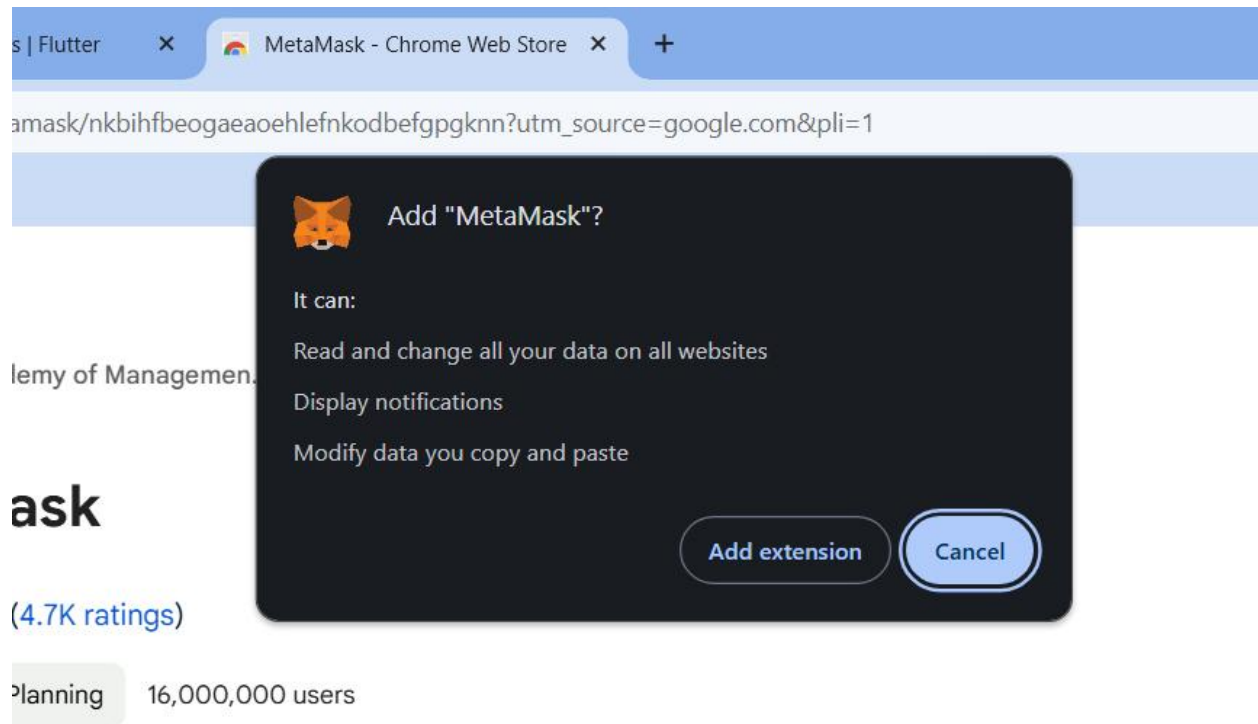 s | Flutter
MetaMask - Chrome Web Store
amask/nkbihfbeogaeaoehlefnkodbefgpgknn?utm_source=google.com&pli=1
Add "MetaMask"?
It can:
Read and change all your data on all websites
Display notifications
Modify data you copy and paste
Add extension Cancel
lemy of Managemen.
ask
(4.7K ratings)
Planning 16,000,000 users